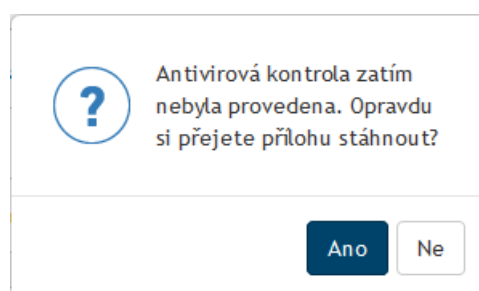 Antivirová kontrola zatím
nebyla provedena. Opravdu
si přejete přílohu stáhnout?
Ano
Ne